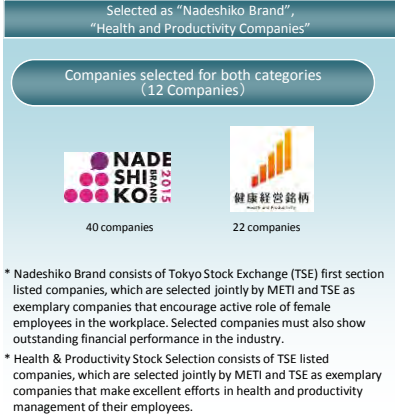 Selected as “Nadeshiko Brand”,
“Health and Productivity Companies”
Companies selected for both categories
（12 Companies）
NADE
SHI
KO
BRAND
2015
健康経営銘柄
Health and Productivity
40 companies
22 companies
* Nadeshiko Brand consists of Tokyo Stock Exchange (TSE) first section
listed companies, which are selected jointly by METI and TSE as
exemplary companies that encourage active role of female
employees in the workplace. Selected companies must also show
outstanding financial performance in the industry.
* Health & Productivity Stock Selection consists of TSE listed
companies, which are selected jointly by METI and TSE as exemplary
companies that make excellent efforts in health and productivity
management of their employees.